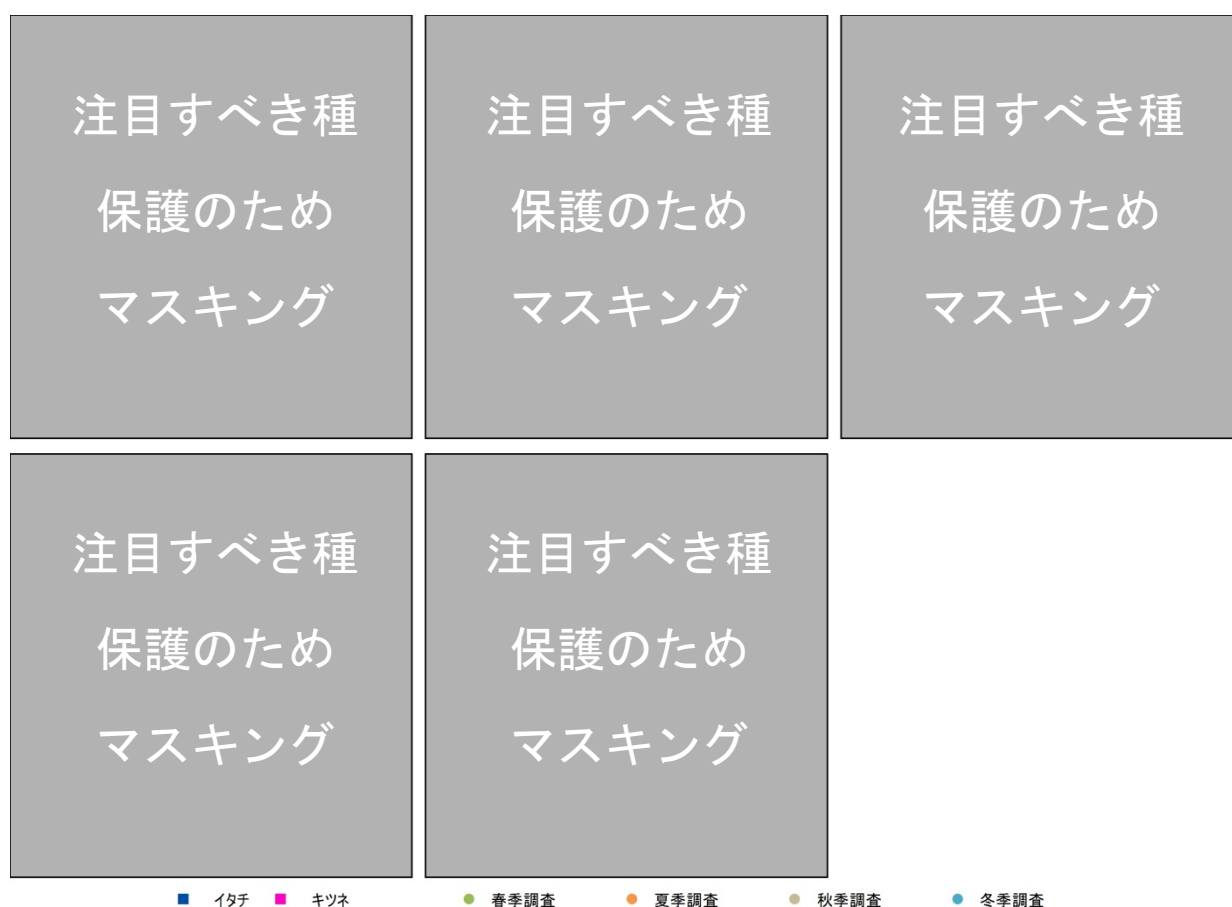 注目すべき種
保護のため
マスキング
注目すべき種
保護のため
マスキング
注目すべき種
保護のため
マスキング
注目すべき種
保護のため
マスキング
注目すべき種
保護のため
マスキング
イタチ キツネ 春季調査 夏季調査 秋季調査 冬季調査